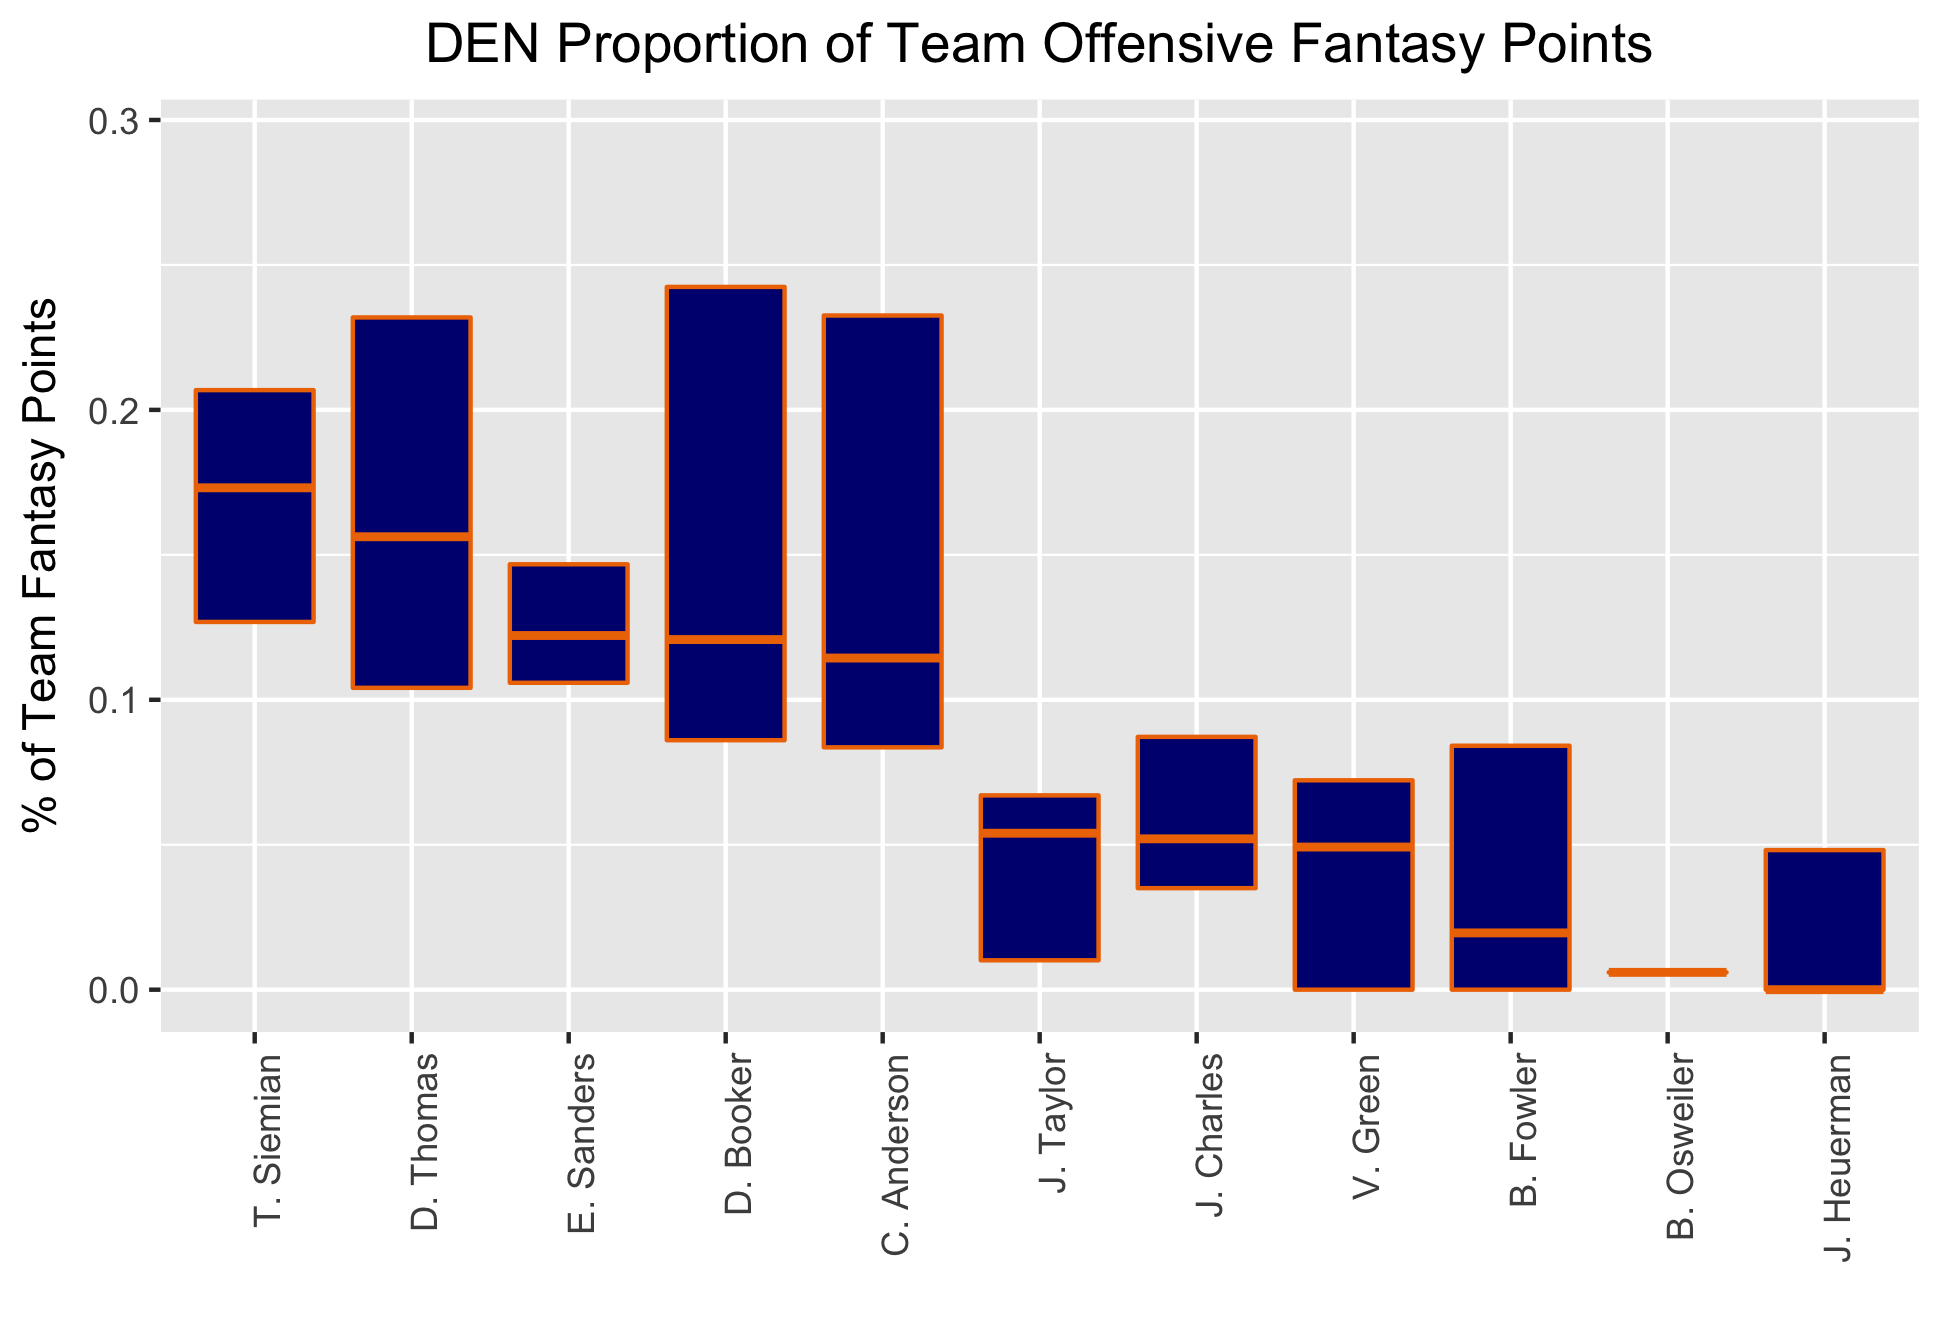 DEN Proportion of Team Offensive Fantasy Points
% of Team Fantasy Points
0.3
0.2
0.1
0.0
T. Siemian
D. Thomas
E. Sanders
D. Booker
C. Anderson
J. Taylor
J. Charles
V. Green
B. Fowler
B. Osweiler
J. Heuerman